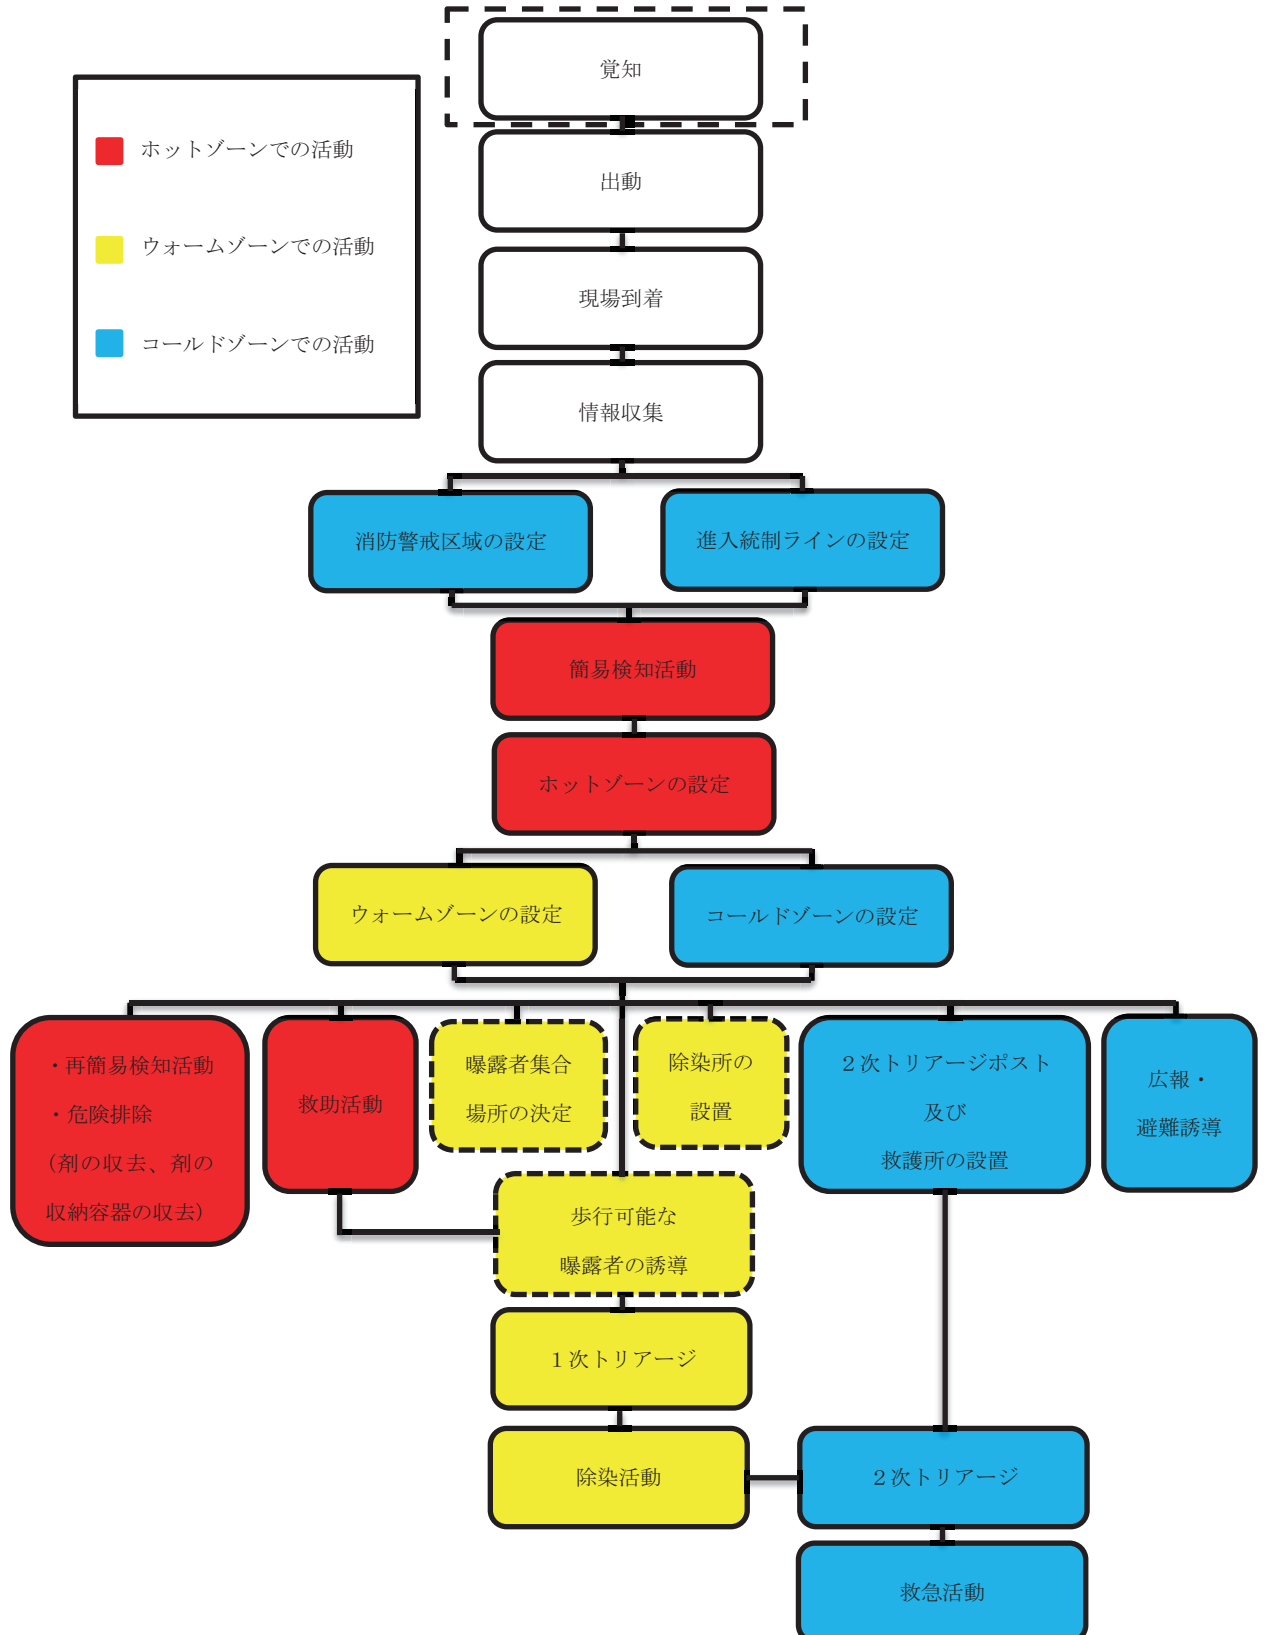 覚知
ホットゾーンでの活動
ウォームゾーンでの活動
コールドゾーンでの活動
出動
現場到着
情報収集
消防警戒区域の設定
進入統制ラインの設定
簡易検知活動
ホットゾーンの設定
ウォームゾーンの設定
コールドゾーンの設定
・再簡易検知活動
・危険排除
（剤の収去、剤の
収納容器の収去）
救助活動
曝露者集合
場所の決定
除染所の
設置
２次トリアージポスト
及び
救護所の設置
広報・
避難誘導
歩行可能な
曝露者の誘導
１次トリアージ
除染活動
２次トリアージ
救急活動